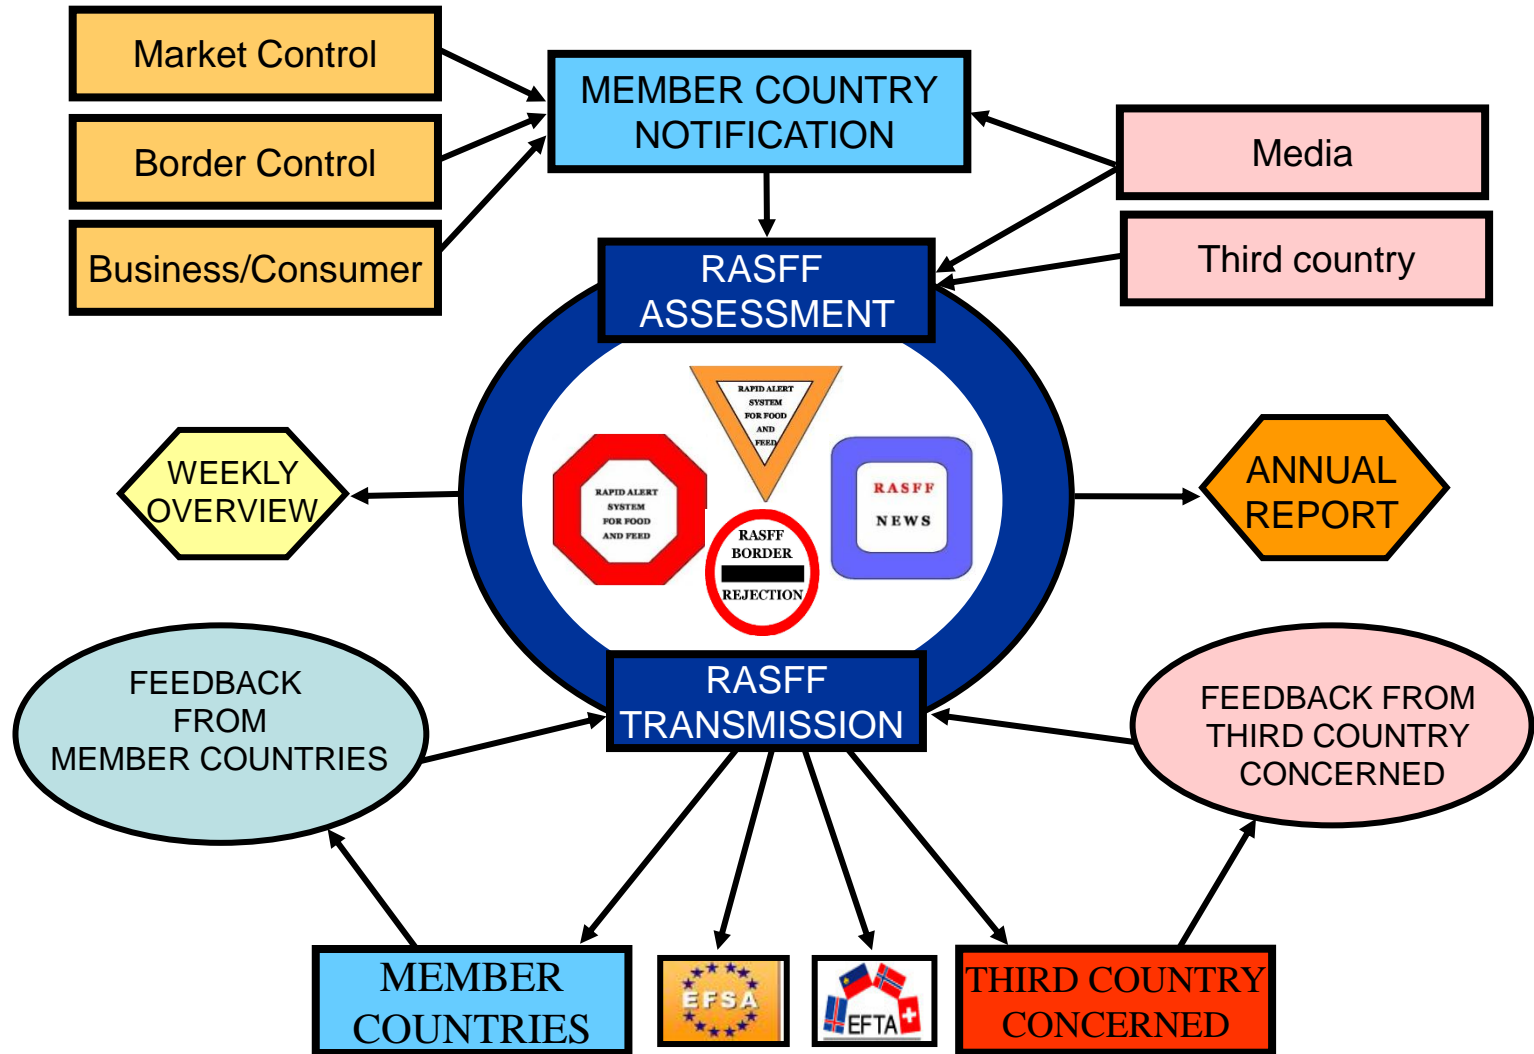 Market Control
Border Control
Business/Consumer
MEMBER COUNTRY
NOTIFICATION
Media
Third country
RASFF
ASSESSMENT
RAPID ALERT
SYSTEM
FOR FOOD
AND
FEED
RAPID ALERT
SYSTEM
FOR FOOD
AND FEED
RASFF
NEWS
RASFF
BORDER
REJECTION
WEEKLY
OVERVIEW
ANNUAL
REPORT
RASFF
TRANSMISSION
FEEDBACK
FROM
MEMBER COUNTRIES
FEEDBACK FROM
THIRD COUNTRY
CONCERNED
MEMBER
COUNTRIES
EFSA
EFTA
THIRD COUNTRY
CONCERNED